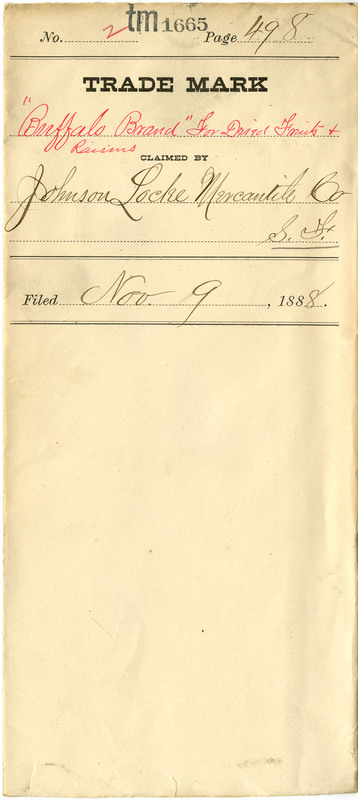 tm 1665
No. 2 Page 498
TRADE MARK
"Buffalo Brand" For Dried Fruits &
Raisins
CLAIMED BY
Johnson Locke Mercantile Co
S. F.
Filed Nov. 9, 1888.